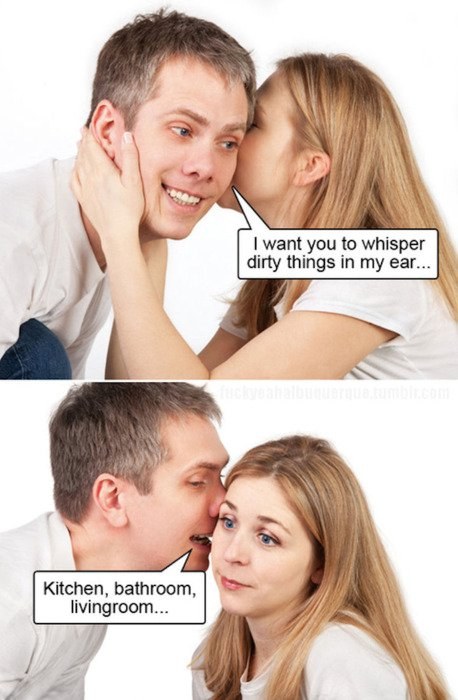 I want you to whisper
dirty things in my ear...
Kitchen, bathroom,
livingroom...